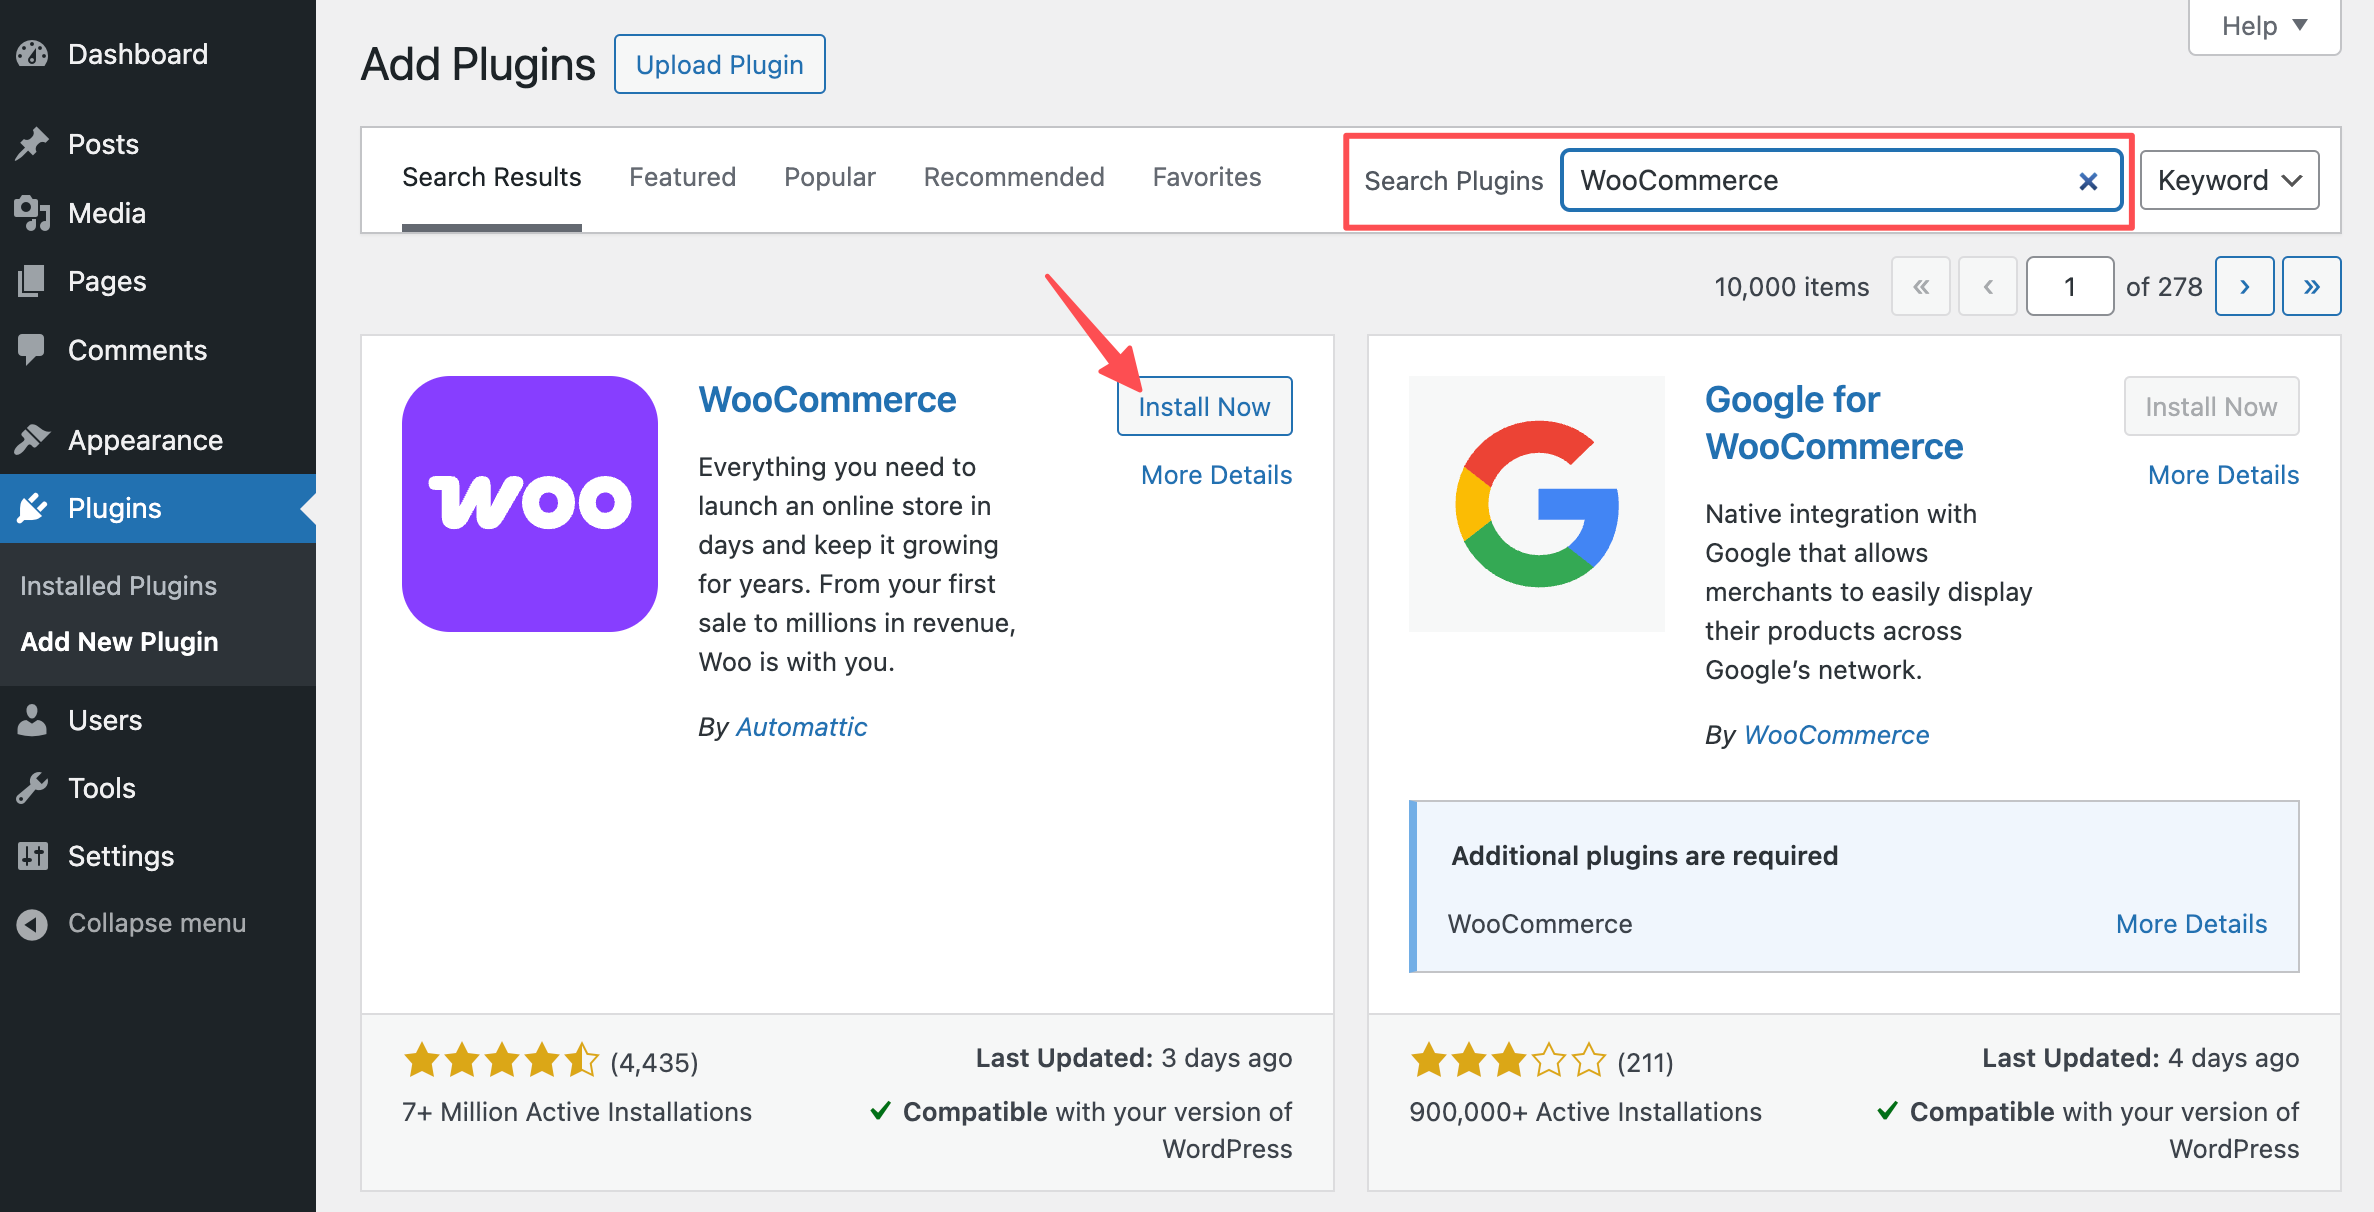 Dashboard
Posts
Media
Pages
Comments
Appearance
Plugins
Installed Plugins
Add New Plugin
Users
Tools
Settings
Collapse menu
Help
Add Plugins
Upload Plugin
Search Results
Featured
Popular
Recommended
Favorites
Search Plugins
WooCommerce
Keyword
10,000 items
«
‹
1
of 278
›
»
woo
WooCommerce
Install Now
More Details
Everything you need to
launch an online store in
days and keep it growing
for years. From your first
sale to millions in revenue,
Woo is with you.
By Automattic
(4,435)
7+ Million Active Installations
Last Updated: 3 days ago
Compatible with your version of
WordPress
Google for
WooCommerce
Install Now
More Details
Native integration with
Google that allows
merchants to easily display
their products across
Google’s network.
By WooCommerce
Additional plugins are required
WooCommerce
More Details
(211)
900,000+ Active Installations
Last Updated: 4 days ago
Compatible with your version of
WordPress